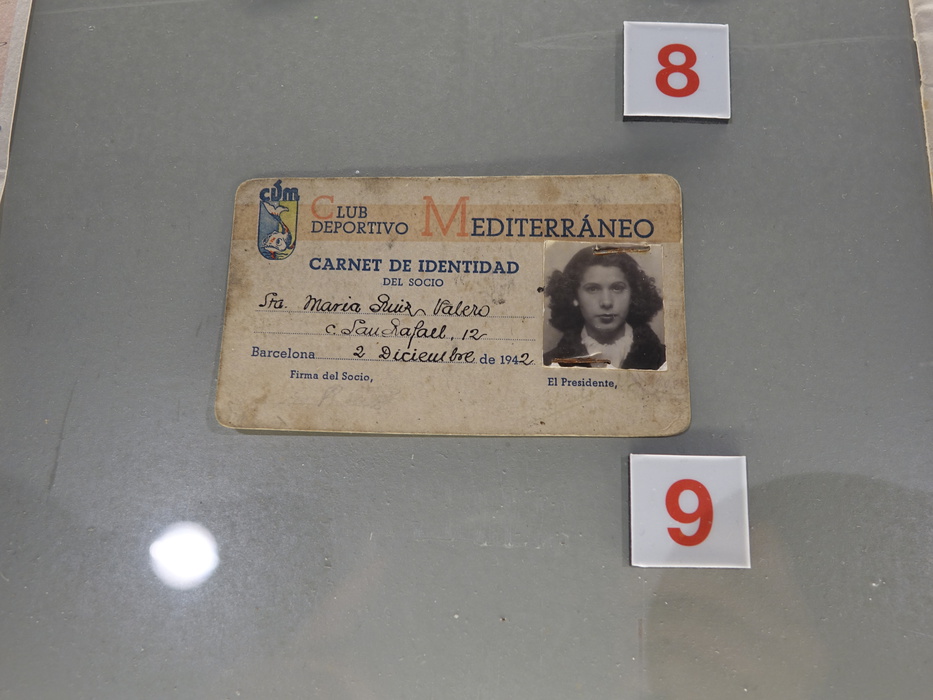 8
CDM
CLUB
DEPORTIVO MEDITERRÁNEO
CARNET DE IDENTIDAD
DEL SOCIO
Sta. Maria Ruiz Valero
c. San Rafael, 12
Barcelona 2 Diciembre de 1942
Firma del Socio,
El Presidente,
9